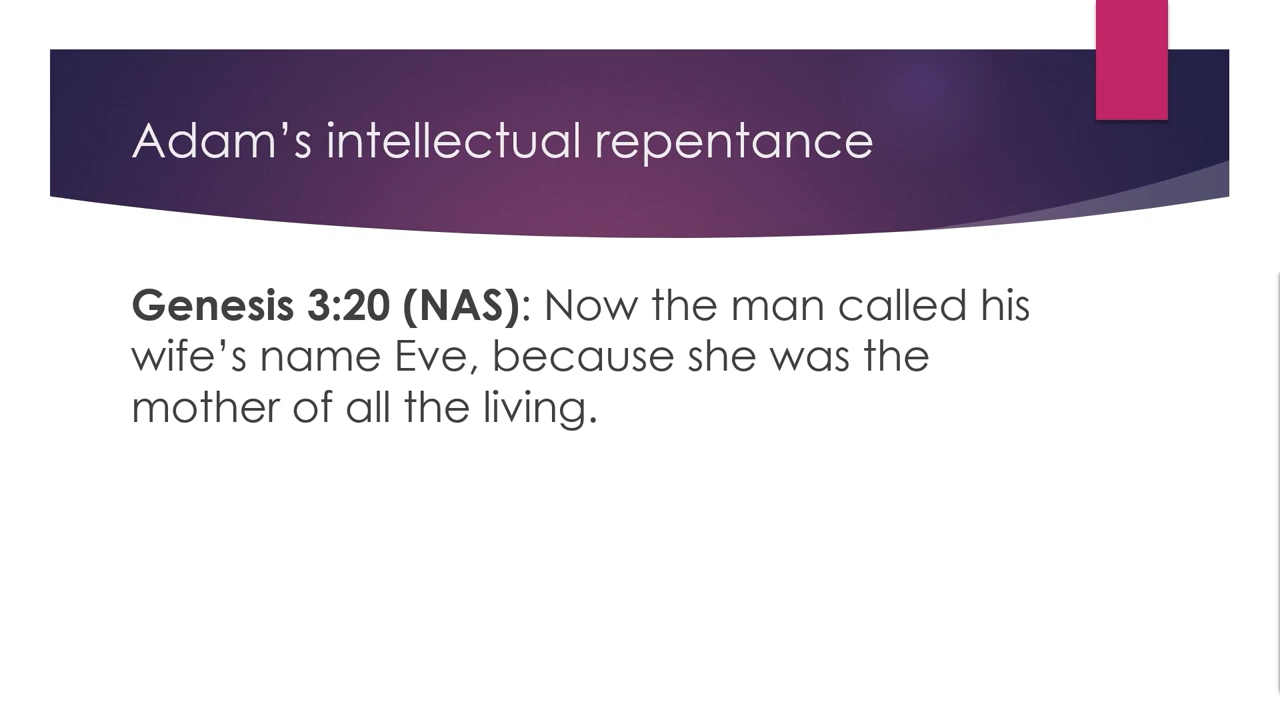 Adam’s intellectual repentance
Genesis 3:20 (NAS): Now the man called his
wife’s name Eve, because she was the
mother of all the living.